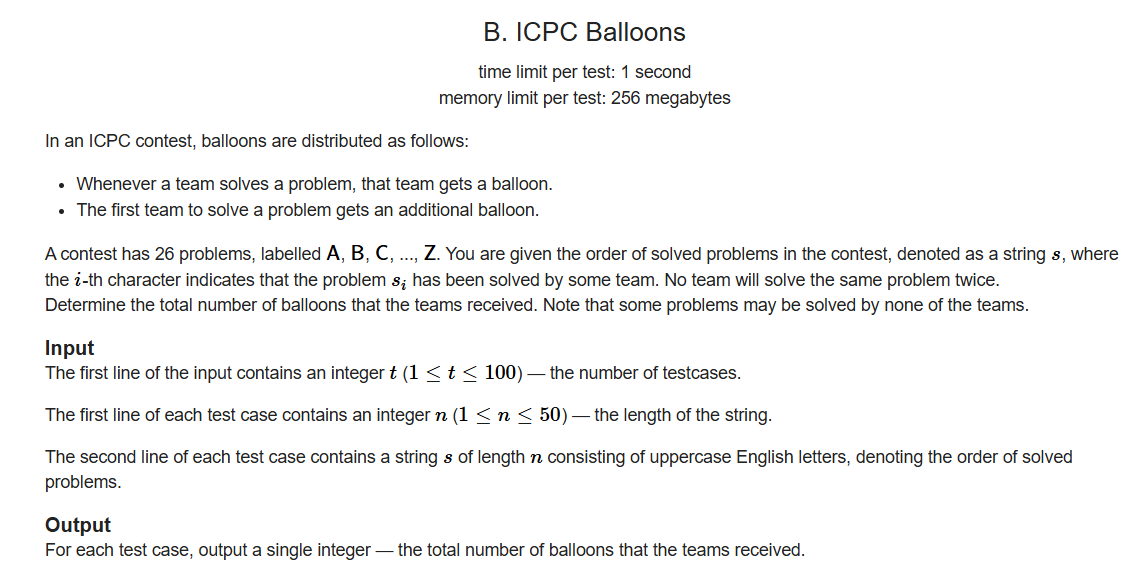 B. ICPC Balloons
time limit per test: 1 second
memory limit per test: 256 megabytes
In an ICPC contest, balloons are distributed as follows:
• Whenever a team solves a problem, that team gets a balloon.
• The first team to solve a problem gets an additional balloon.
A contest has 26 problems, labelled A, B, C, ..., Z. You are given the order of solved problems in the contest, denoted as a string s, where
the i-th character indicates that the problem sᵢ has been solved by some team. No team will solve the same problem twice.
Determine the total number of balloons that the teams received. Note that some problems may be solved by none of the teams.
Input
The first line of the input contains an integer t (1 ≤ t ≤ 100) — the number of testcases.
The first line of each test case contains an integer n (1 ≤ n ≤ 50) — the length of the string.
The second line of each test case contains a string s of length n consisting of uppercase English letters, denoting the order of solved
problems.
Output
For each test case, output a single integer — the total number of balloons that the teams received.